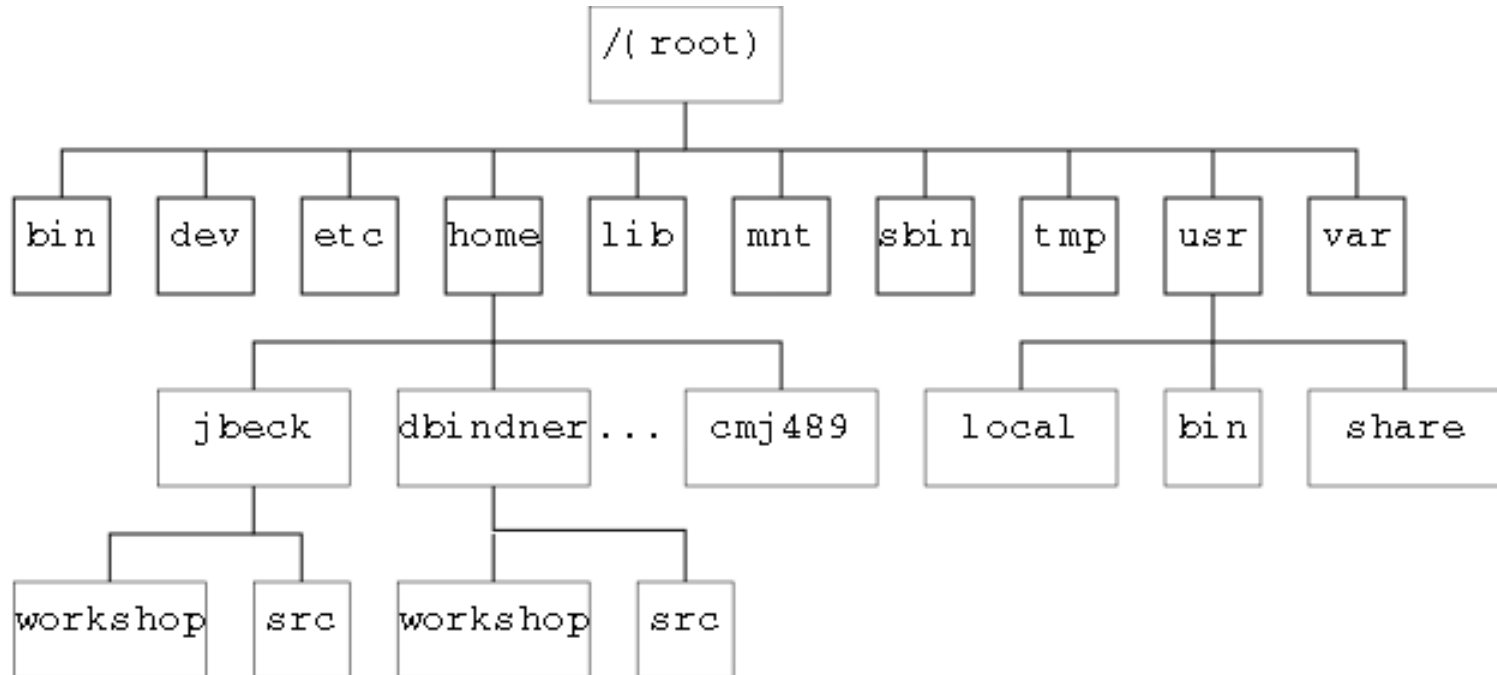 /(root)
bin dev etc home lib mnt sbin tmp usr var
jbeck dbindner ... cmj489 local bin share
workshop src workshop src